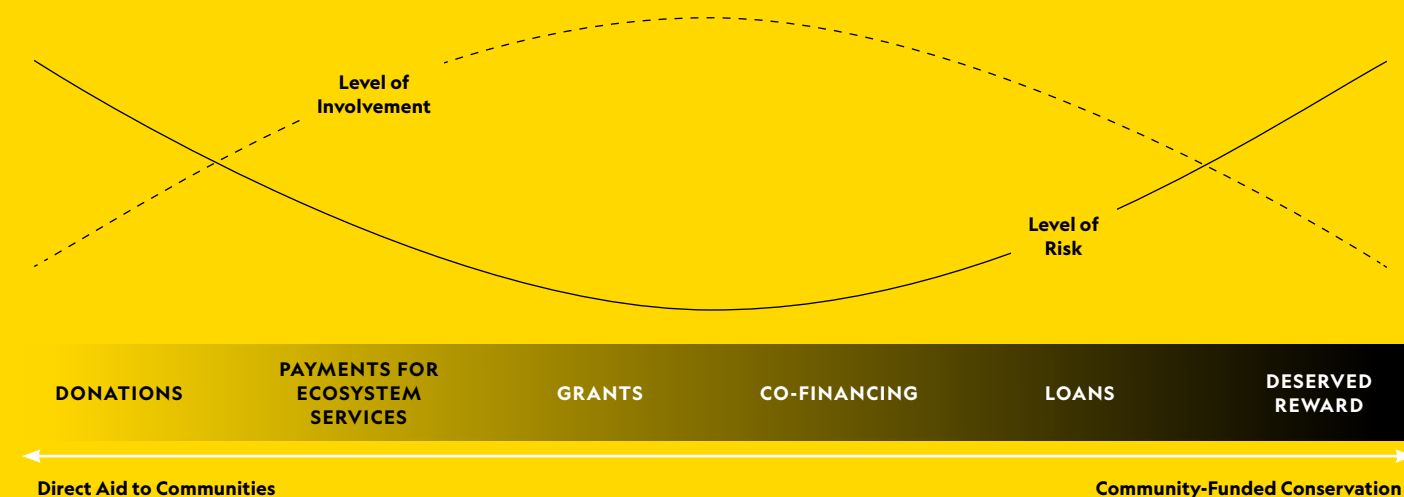 Level of
Involvement
Level of
Risk
DONATIONS
PAYMENTS FOR
ECOSYSTEM
SERVICES
GRANTS
CO-FINANCING
LOANS
DESERVED
REWARD
Direct Aid to Communities
Community-Funded Conservation